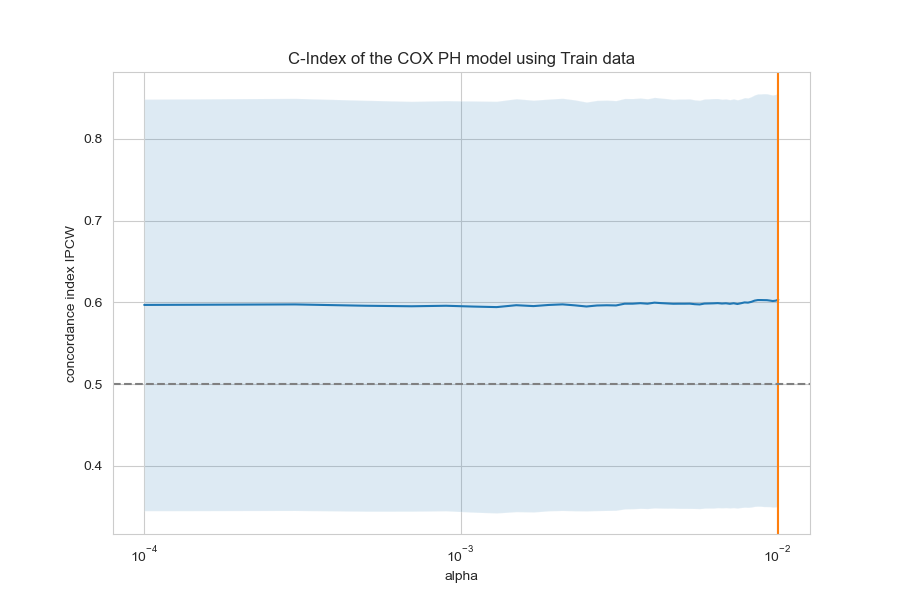 C-Index of the COX PH model using Train data
concordance index IPCW
0.8
0.7
0.6
0.5
0.4
10⁻⁴
10⁻³
10⁻²
alpha